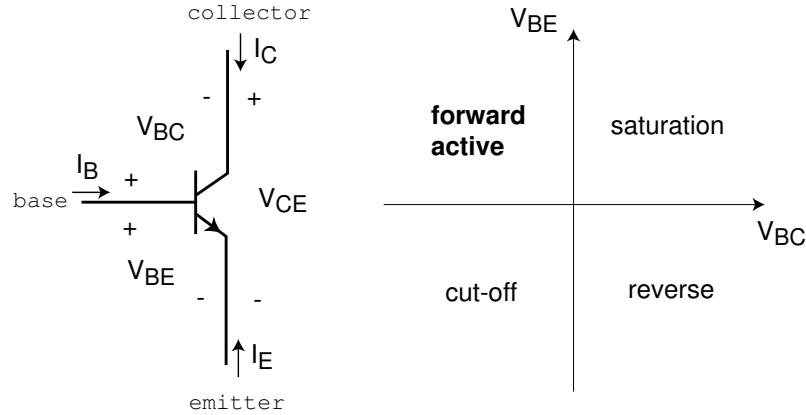 collector
I_C
- +
V_BC
I_B
+
base
V_CE
+
V_BE
- -
I_E
emitter
V_BE
forward
active
saturation
V_BC
cut-off
reverse